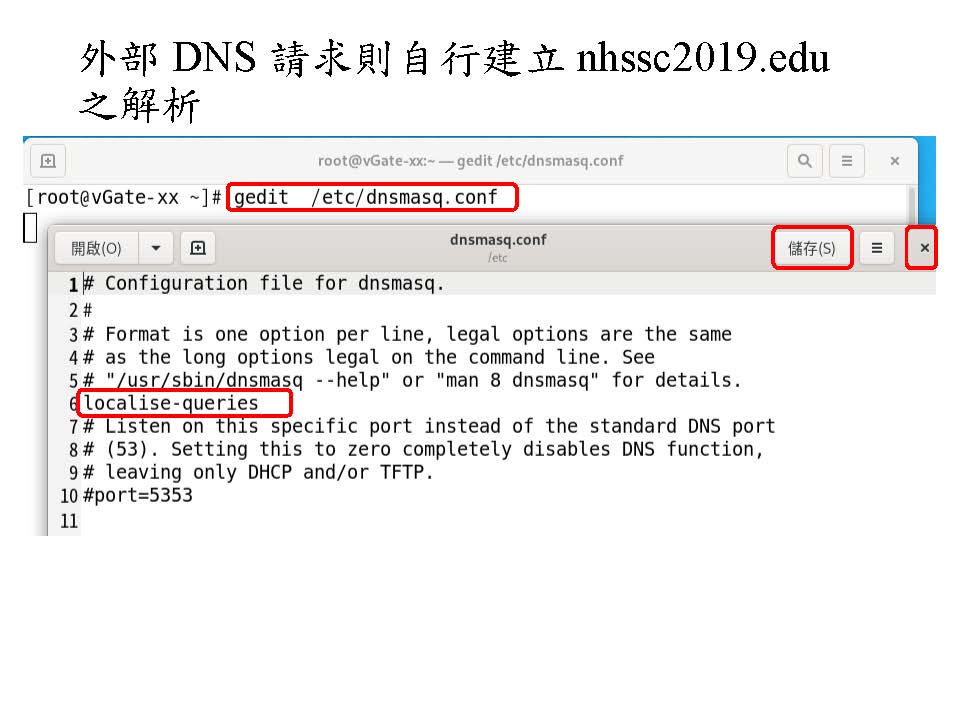 外部 DNS 請求則自行建立 nhssc2019.edu
之解析
root@vGate-xx:~ — gedit /etc/dnsmasq.conf
[root@vGate-xx ~]# gedit  /etc/dnsmasq.conf
開啟(O)
dnsmasq.conf
/etc
儲存(S)
1 # Configuration file for dnsmasq.
2 #
3 # Format is one option per line, legal options are the same
4 # as the long options legal on the command line. See
5 # "/usr/sbin/dnsmasq --help" or "man 8 dnsmasq" for details.
6 localise-queries
7 # Listen on this specific port instead of the standard DNS port
8 # (53). Setting this to zero completely disables DNS function,
9 # leaving only DHCP and/or TFTP.
10 #port=5353
11